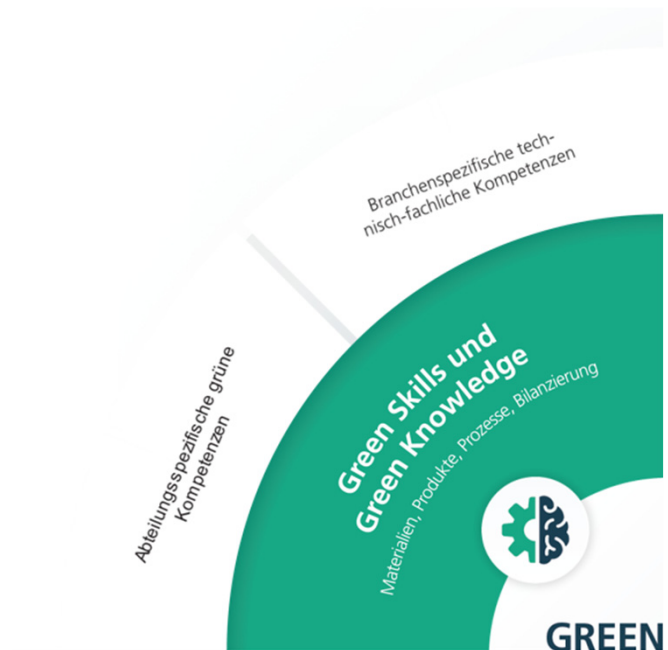 Branchenspezifische tech-
nisch-fachliche Kompetenzen
Abteilungsspezifische grüne
Kompetenzen
Green Skills und
Green Knowledge
Materialien, Produkte, Prozesse, Bilanzierung
GREEN